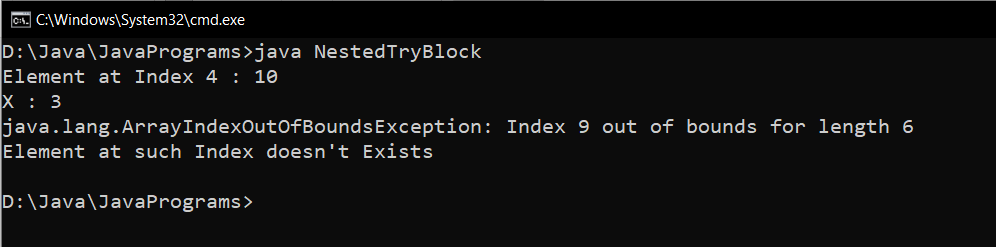 C:\Windows\System32\cmd.exe
D:\Java\JavaPrograms>java NestedTryBlock
Element at Index 4 : 10
X : 3
java.lang.ArrayIndexOutOfBoundsException: Index 9 out of bounds for length 6
Element at such Index doesn't Exists
D:\Java\JavaPrograms>